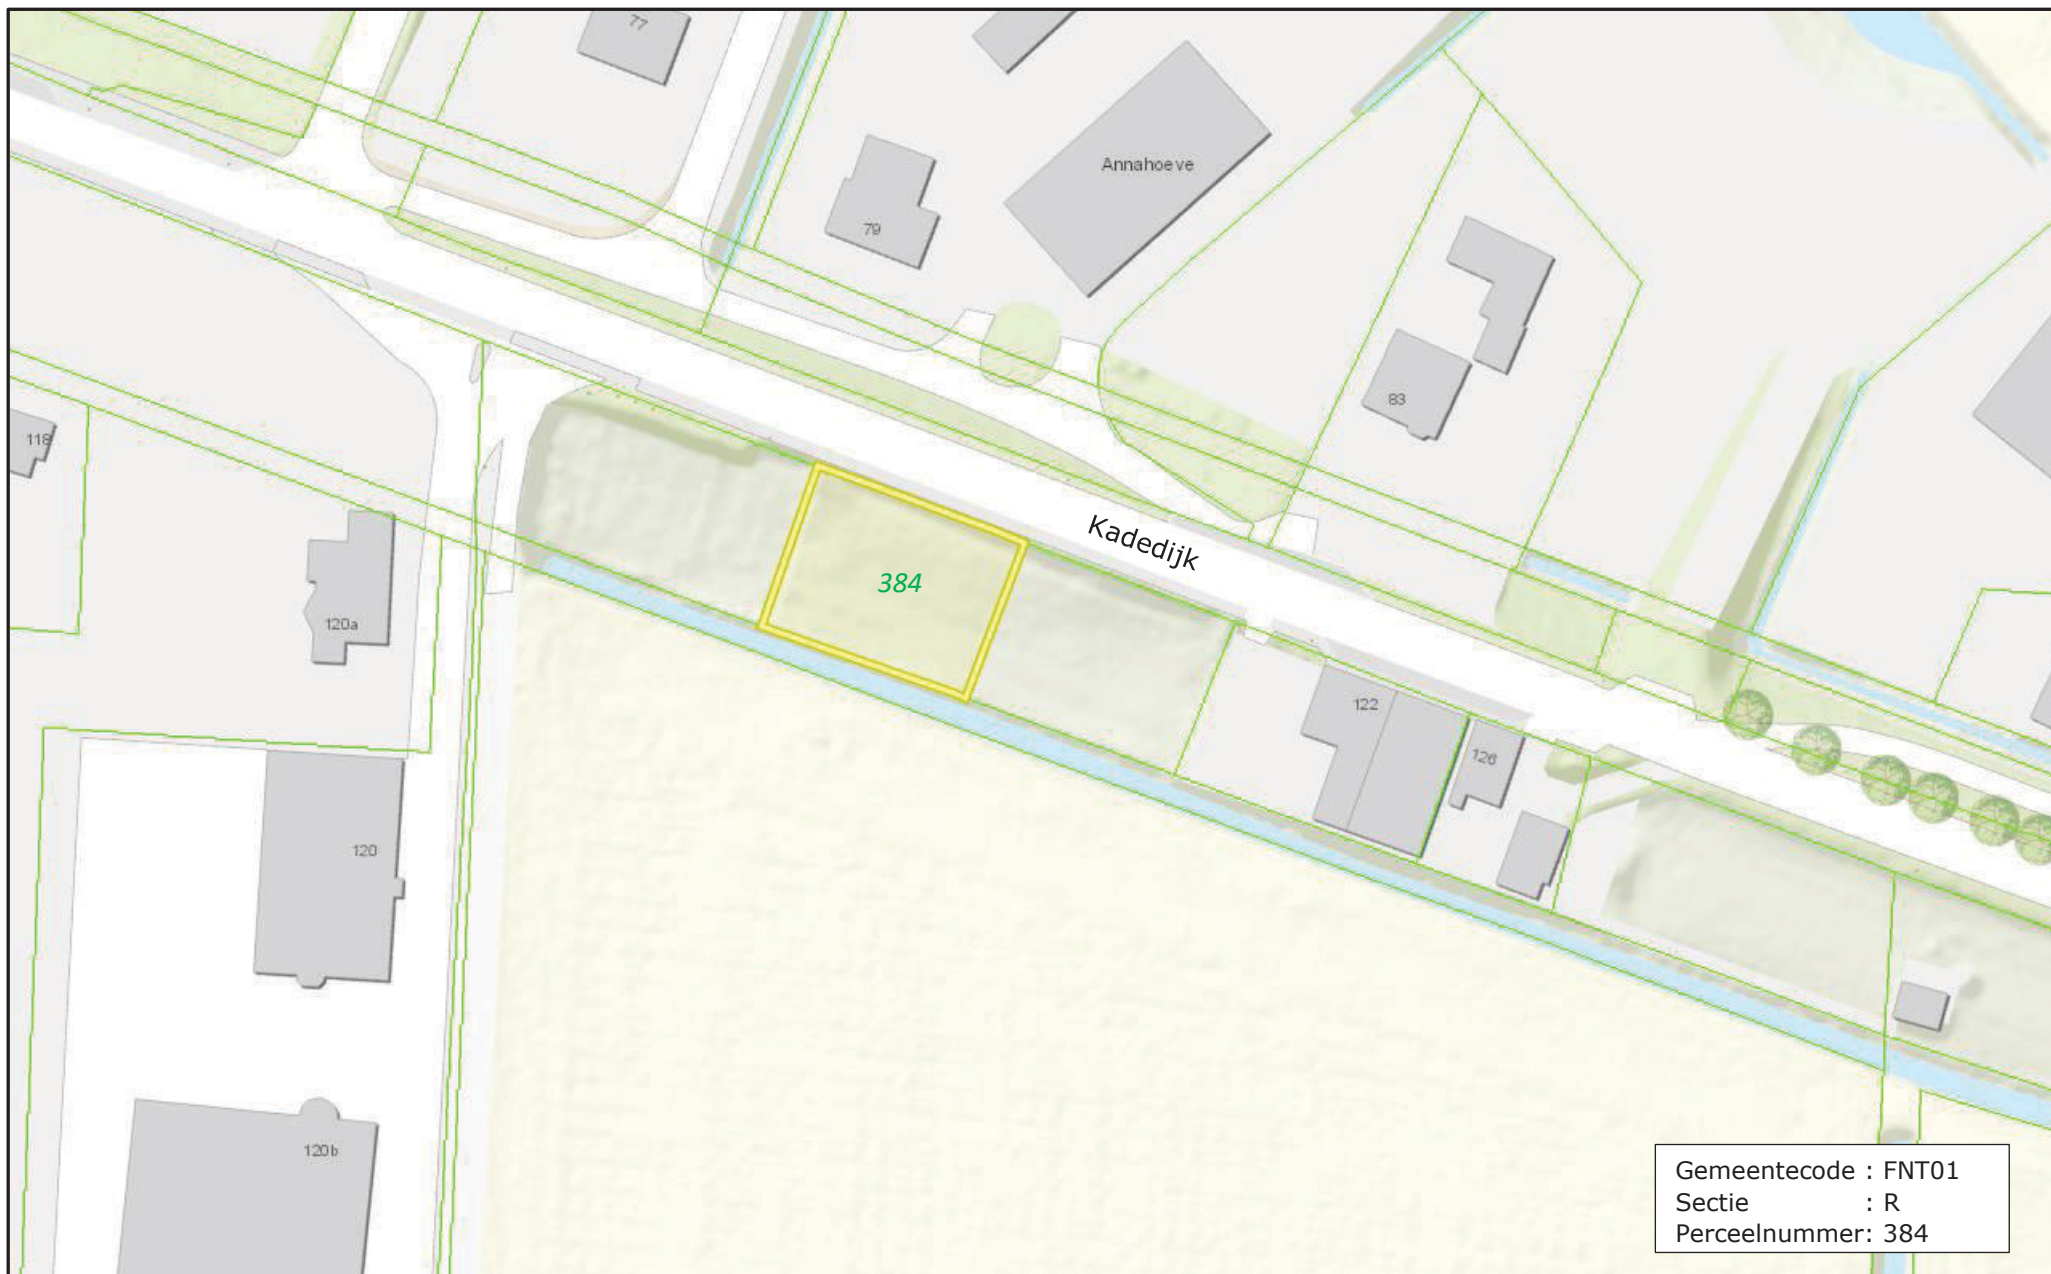 77
Annahoeve
79
83
118
Kadedijk
384
120a
122
126
120
120b
Gemeentecode : FNT01
Sectie : R
Perceelnummer: 384